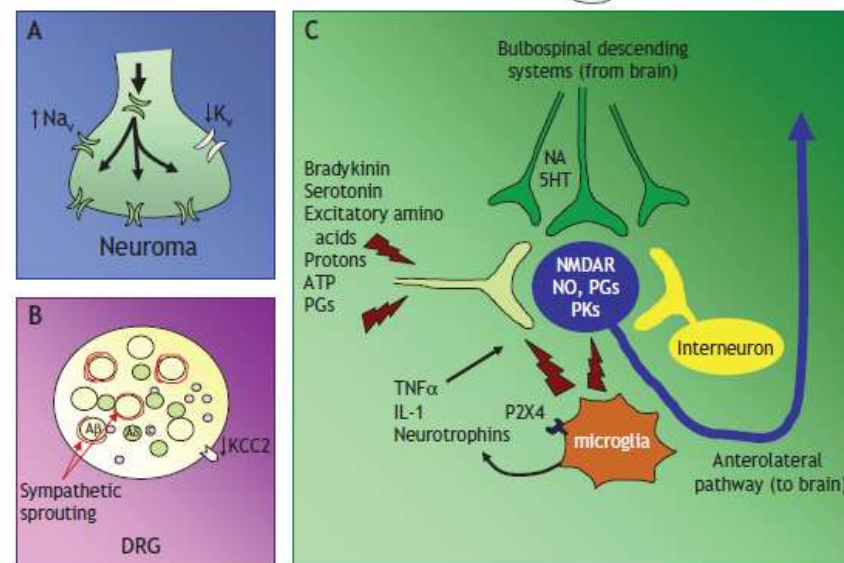 A
↑Nav
↓Kv
Neuroma
B
Aβ
Aδ
C
↓KCC2
Sympathetic
sprouting
DRG
C
Bulbospinal descending
systems (from brain)
NA
5HT
Bradykinin
Serotonin
Excitatory amino
acids
Protons
ATP
PGs
NMDAR
NO, PGs
PKs
Interneuron
TNFα
IL-1
Neurotrophins
P2X4
microglia
Anterolateral
pathway (to brain)